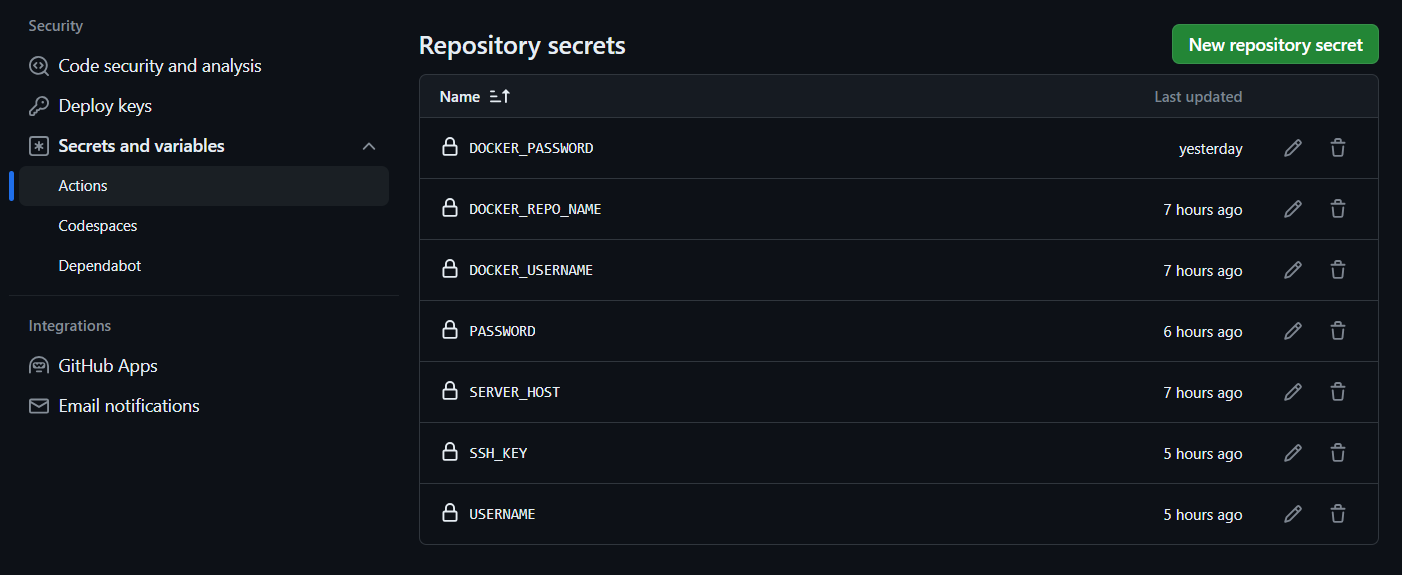 Security
Code security and analysis
Deploy keys
Secrets and variables
Actions
Codespaces
Dependabot
Integrations
GitHub Apps
Email notifications
Repository secrets
New repository secret
Name Last updated
DOCKER_PASSWORD yesterday
DOCKER_REPO_NAME 7 hours ago
DOCKER_USERNAME 7 hours ago
PASSWORD 6 hours ago
SERVER_HOST 7 hours ago
SSH_KEY 5 hours ago
USERNAME 5 hours ago